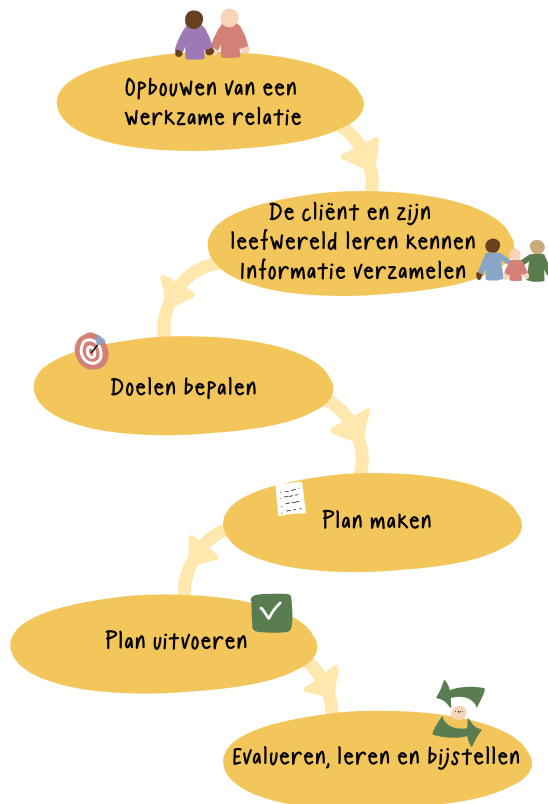 Opbouwen van een
werkzame relatie
De cliënt en zijn
leefwereld leren kennen
Informatie verzamelen
Doelen bepalen
Plan maken
Plan uitvoeren
Evalueren, leren en bijstellen